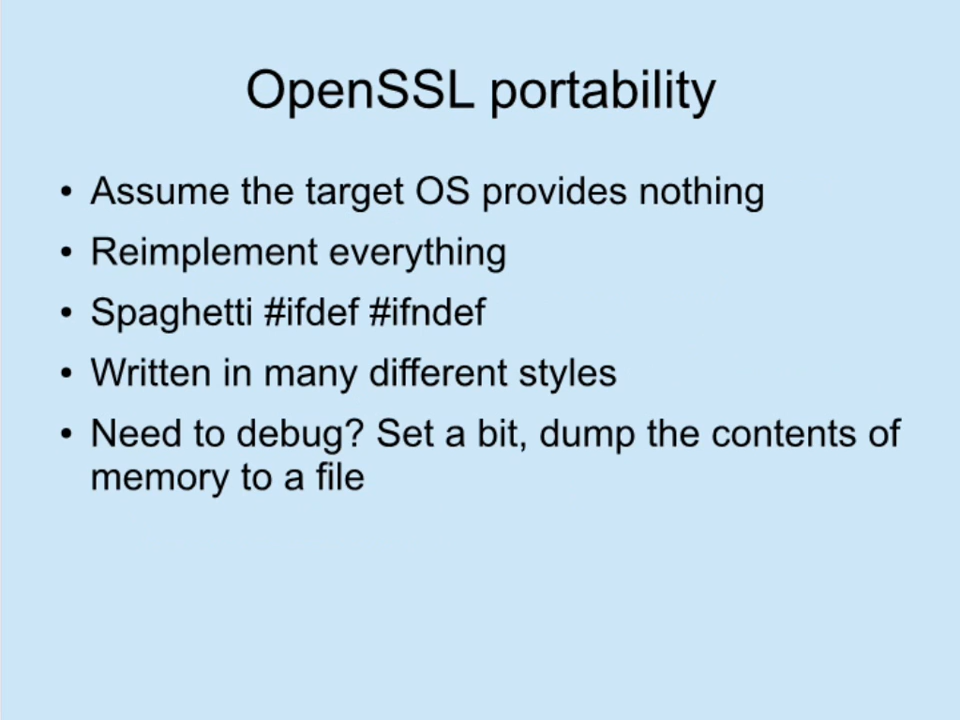 OpenSSL portability
• Assume the target OS provides nothing
• Reimplement everything
• Spaghetti #ifdef #ifndef
• Written in many different styles
• Need to debug? Set a bit, dump the contents of
memory to a file